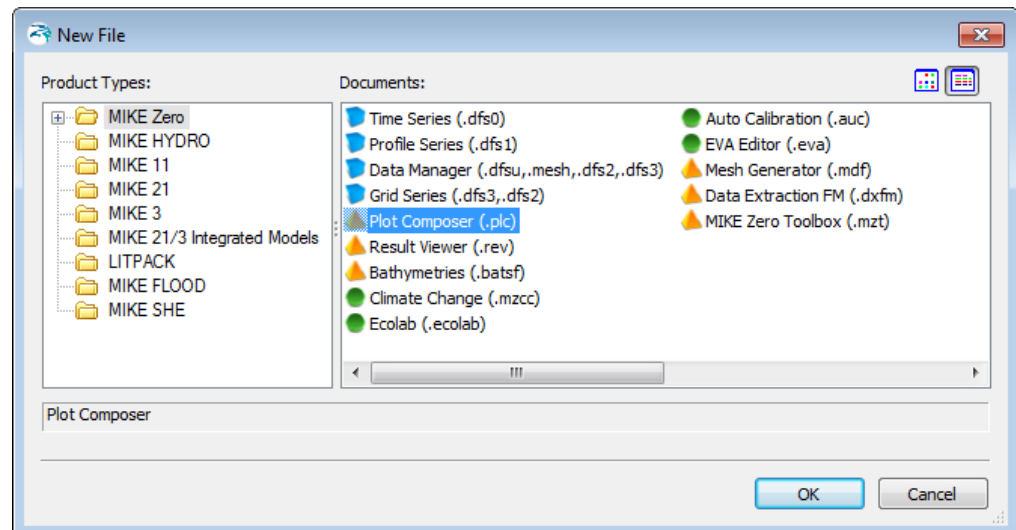 New File
Product Types:
MIKE Zero
MIKE HYDRO
MIKE 11
MIKE 21
MIKE 3
MIKE 21/3 Integrated Models
LITPACK
MIKE FLOOD
MIKE SHE
Documents:
Time Series (.dfs0)
Profile Series (.dfs1)
Data Manager (.dfsu,.mesh,.dfs2,.dfs3)
Grid Series (.dfs3,.dfs2)
Plot Composer (.plc)
Result Viewer (.rev)
Bathymetries (.batsf)
Climate Change (.mzcc)
Ecolab (.ecolab)
Auto Calibration (.auc)
EVA Editor (.eva)
Mesh Generator (.mdf)
Data Extraction FM (.dxfm)
MIKE Zero Toolbox (.mzt)
Plot Composer
OK
Cancel